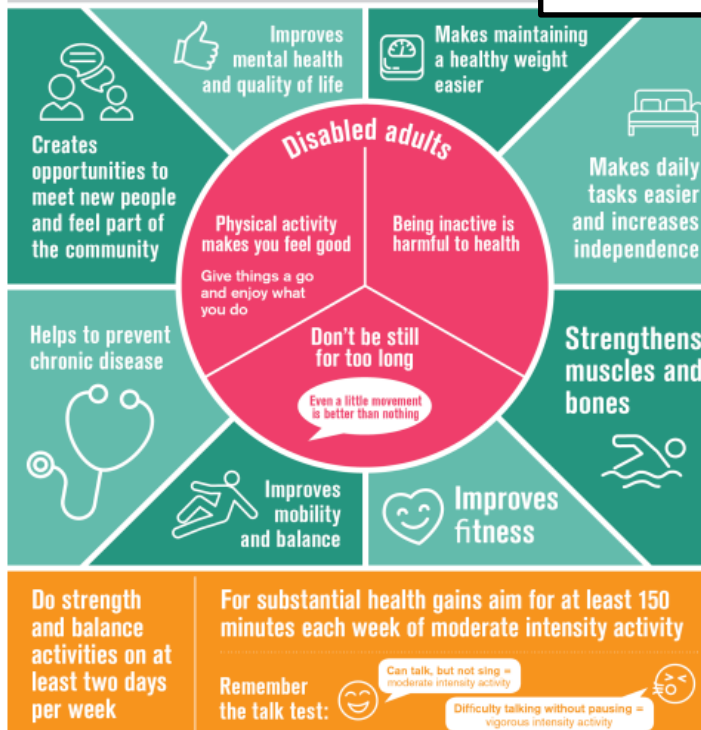 Improves
mental health
and quality of life
Makes maintaining
a healthy weight
easier
Creates
opportunities to
meet new people
and feel part of
the community
Makes daily
tasks easier
and increases
independence
Disabled adults
Physical activity
makes you feel good
Give things a go
and enjoy what
you do
Being inactive is
harmful to health
Don't be still
for too long
Even a little movement
is better than nothing
Helps to prevent
chronic disease
Strengthens
muscles and
bones
Improves
mobility
and balance
Improves
fitness
Do strength
and balance
activities on at
least two days
per week
For substantial health gains aim for at least 150
minutes each week of moderate intensity activity
Remember
the talk test:
Can talk, but not sing =
moderate intensity activity
Difficulty talking without pausing =
vigorous intensity activity